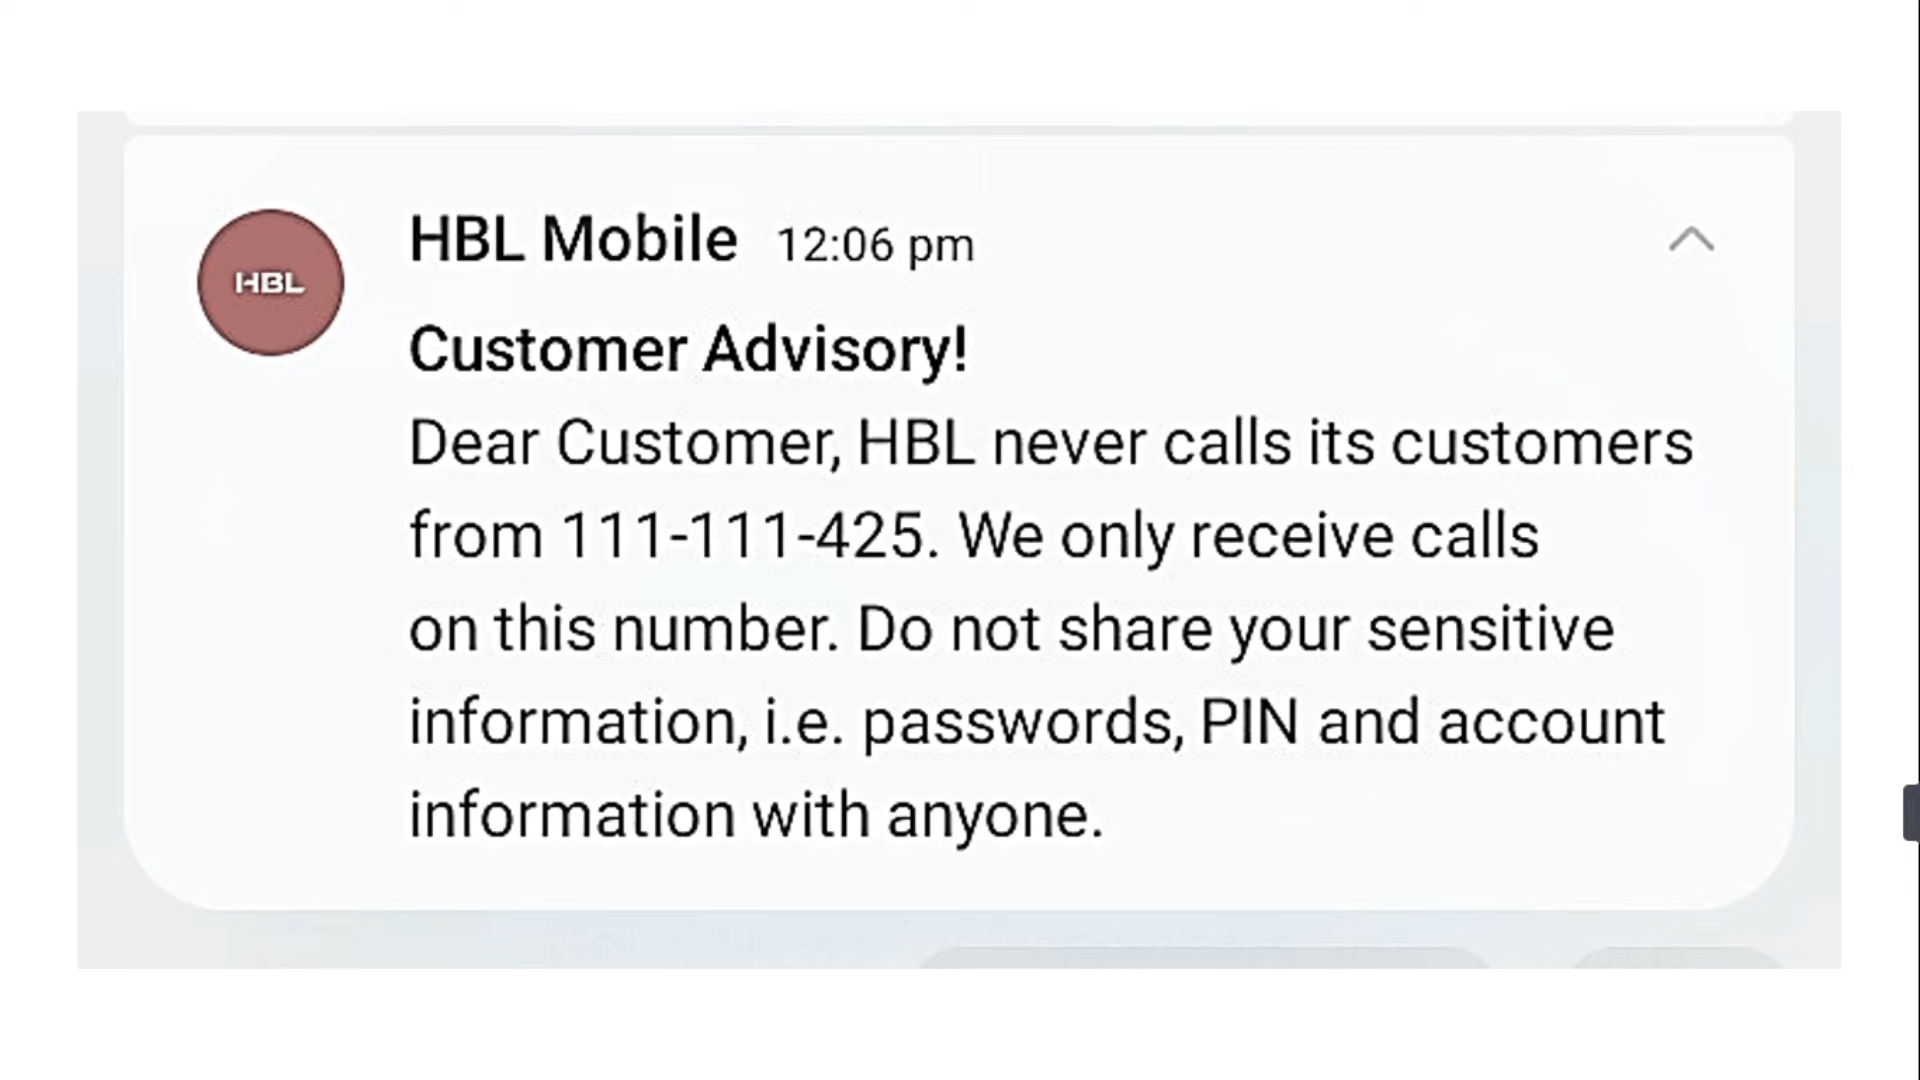 HBL
HBL Mobile 12:06 pm
Customer Advisory!
Dear Customer, HBL never calls its customers
from 111-111-425. We only receive calls
on this number. Do not share your sensitive
information, i.e. passwords, PIN and account
information with anyone.